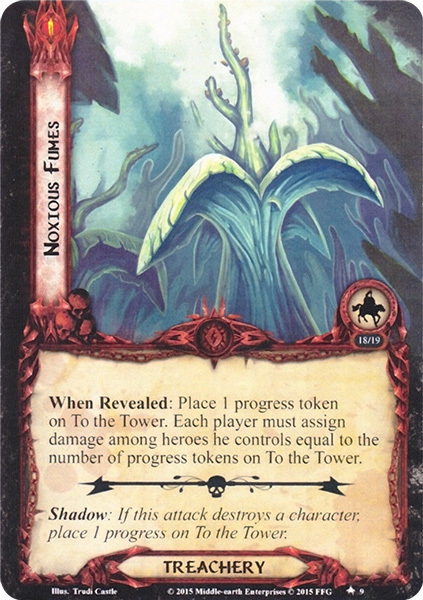 NOXIOUS FUMES
18/19
When Revealed: Place 1 progress token
on To the Tower. Each player must assign
damage among heroes he controls equal to the
number of progress tokens on To the Tower.
Shadow: If this attack destroys a character,
place 1 progress on To the Tower.
TREACHERY
Illus. Trudi Castle
© 2015 Middle-earth Enterprises © 2015 FFG
9